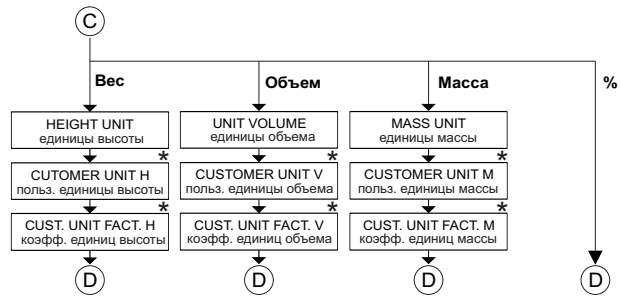 C
Вес Объем Масса %
HEIGHT UNIT UNIT VOLUME MASS UNIT
единицы высоты единицы объема единицы массы
* * *
CUTOMER UNIT H CUSTOMER UNIT V CUSTOMER UNIT M
польз. единицы высоты польз. единицы объема польз. единицы массы
* * *
CUST. UNIT FACT. H CUST. UNIT FACT. V CUST. UNIT FACT. M
коэфф. единиц высоты коэфф. единиц объема коэфф. единиц массы
D D D D